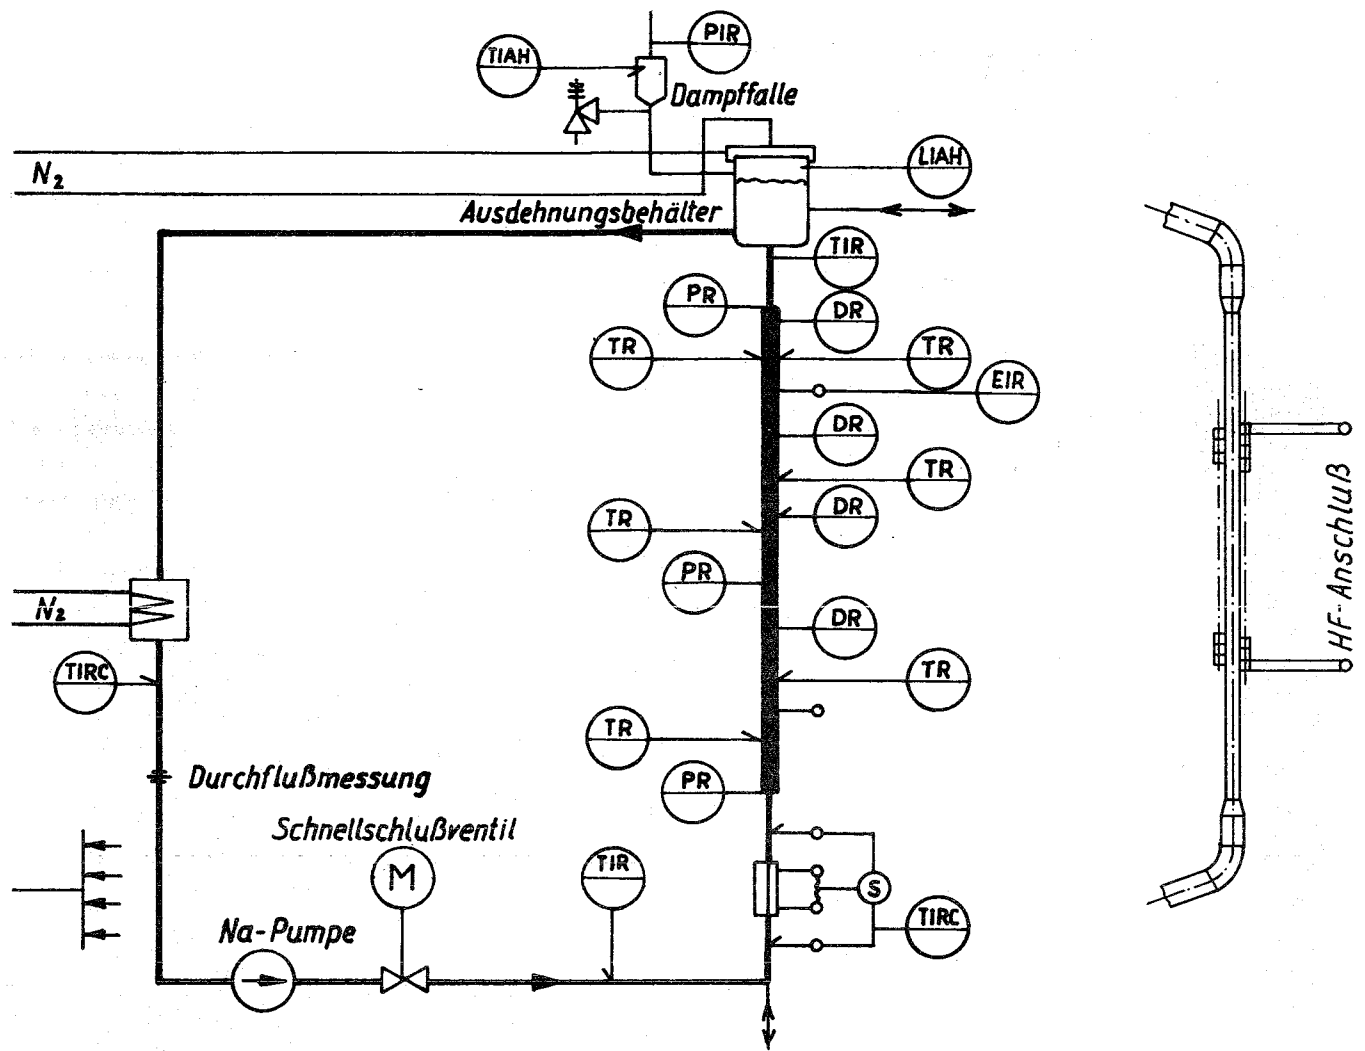 PIR
TIAH
Dampffalle
LIAH
N2
Ausdehnungsbehälter
TIR
PR
DR
TR
TR
EIR
DR
TR
DR
TR
PR
HF-Anschluß
N2
DR
TIRC
TR
TR
PR
Durchflußmessung
Schnellschlußventil
M
TIR
S
TIRC
Na-Pumpe